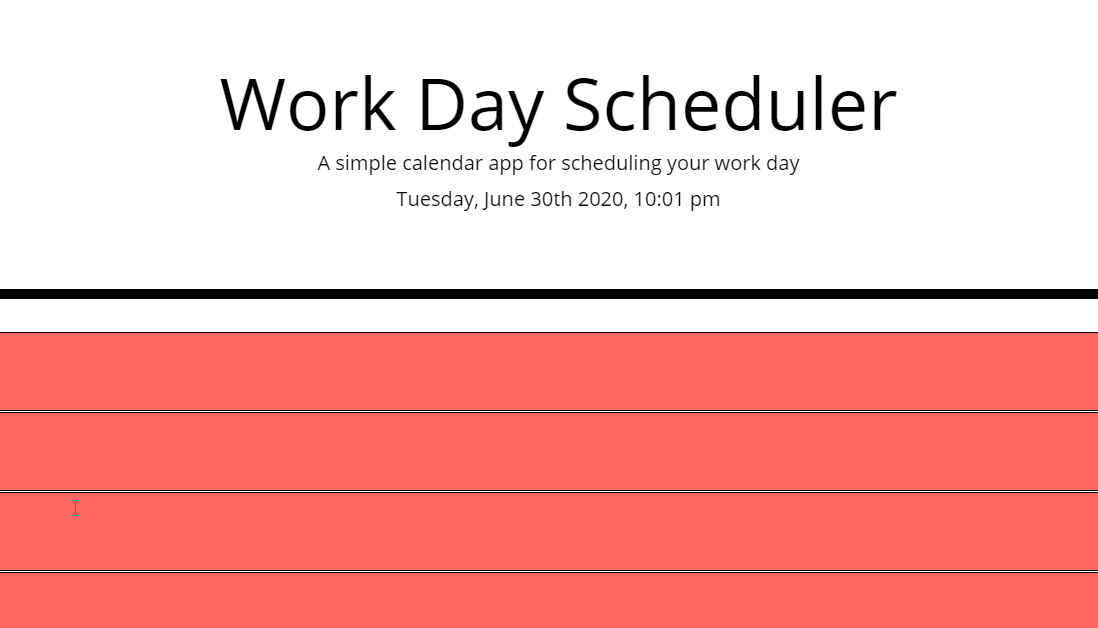 Work Day Scheduler
A simple calendar app for scheduling your work day
Tuesday, June 30th 2020, 10:01 pm